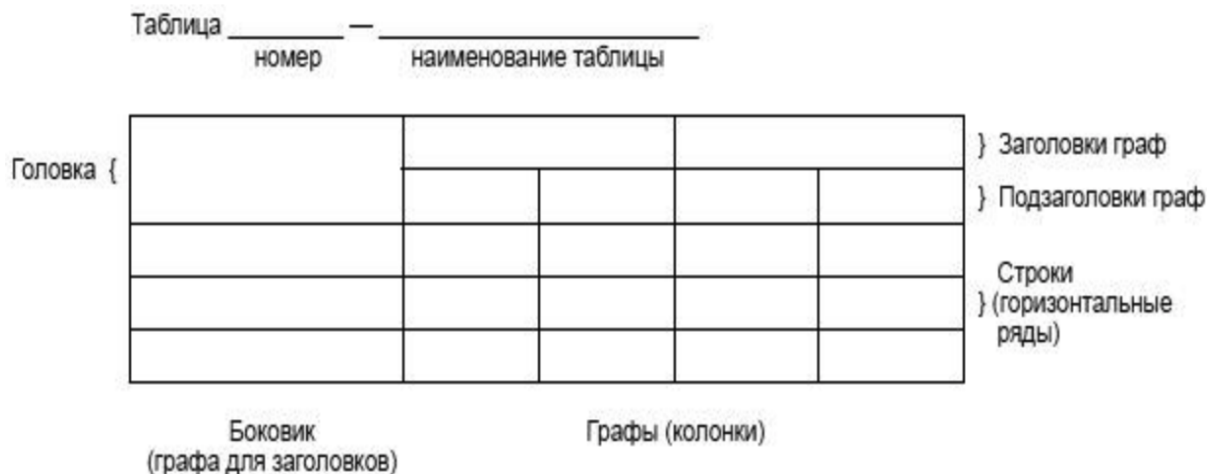 Таблица _________ — _________________________
номер наименование таблицы
} Заголовки граф
Головка {
} Подзаголовки граф
Строки
} (горизонтальные
ряды)
Боковик Графы (колонки)
(графа для заголовков)